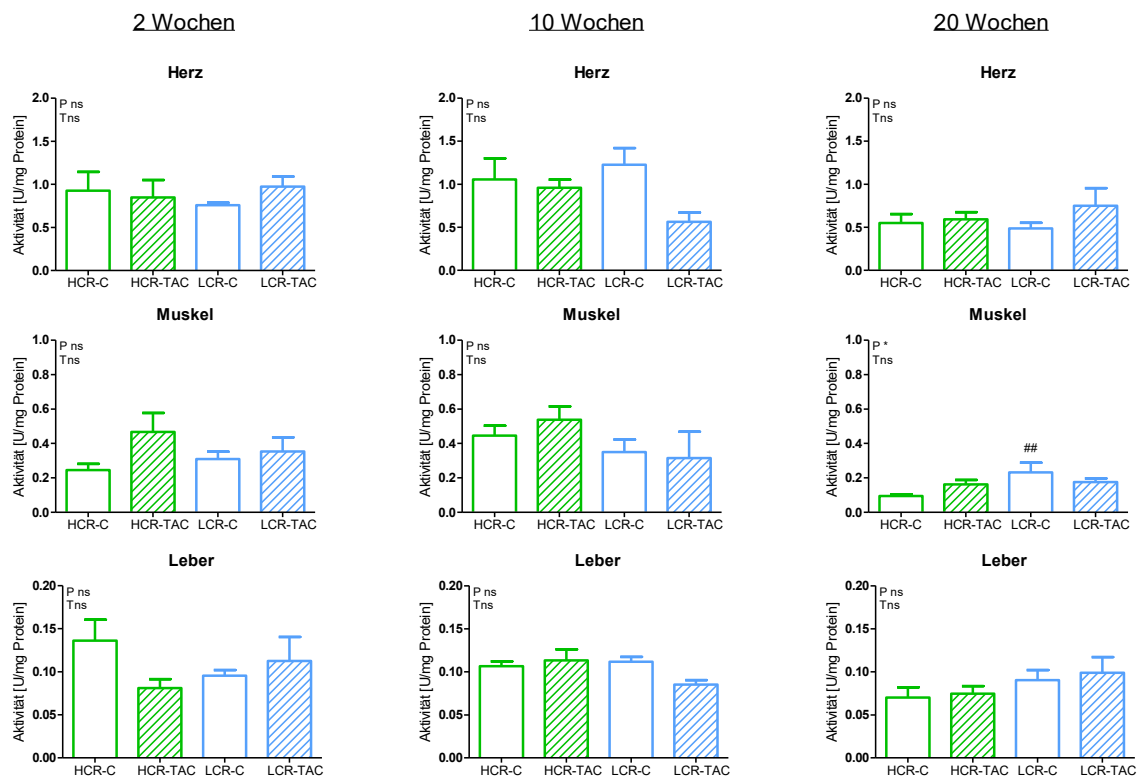 2 Wochen
10 Wochen
20 Wochen
Herz
Aktivität [U/mg Protein]
2.0
1.5
1.0
0.5
0.0
P ns
Tns
HCR-C
HCR-TAC
LCR-C
LCR-TAC
Herz
Aktivität [U/mg Protein]
2.0
1.5
1.0
0.5
0.0
P ns
Tns
HCR-C
HCR-TAC
LCR-C
LCR-TAC
Herz
Aktivität [U/mg Protein]
2.0
1.5
1.0
0.5
0.0
P ns
Tns
HCR-C
HCR-TAC
LCR-C
LCR-TAC
Muskel
Aktivität [U/mg Protein]
1.0
0.8
0.6
0.4
0.2
0.0
P ns
Tns
HCR-C
HCR-TAC
LCR-C
LCR-TAC
Muskel
Aktivität [U/mg Protein]
1.0
0.8
0.6
0.4
0.2
0.0
P ns
Tns
HCR-C
HCR-TAC
LCR-C
LCR-TAC
Muskel
Aktivität [U/mg Protein]
1.0
0.8
0.6
0.4
0.2
0.0
P *
Tns
##
HCR-C
HCR-TAC
LCR-C
LCR-TAC
Leber
Aktivität [U/mg Protein]
0.20
0.15
0.10
0.05
0.00
P ns
Tns
HCR-C
HCR-TAC
LCR-C
LCR-TAC
Leber
Aktivität [U/mg Protein]
0.20
0.15
0.10
0.05
0.00
P ns
Tns
HCR-C
HCR-TAC
LCR-C
LCR-TAC
Leber
Aktivität [U/mg Protein]
0.20
0.15
0.10
0.05
0.00
P ns
Tns
HCR-C
HCR-TAC
LCR-C
LCR-TAC